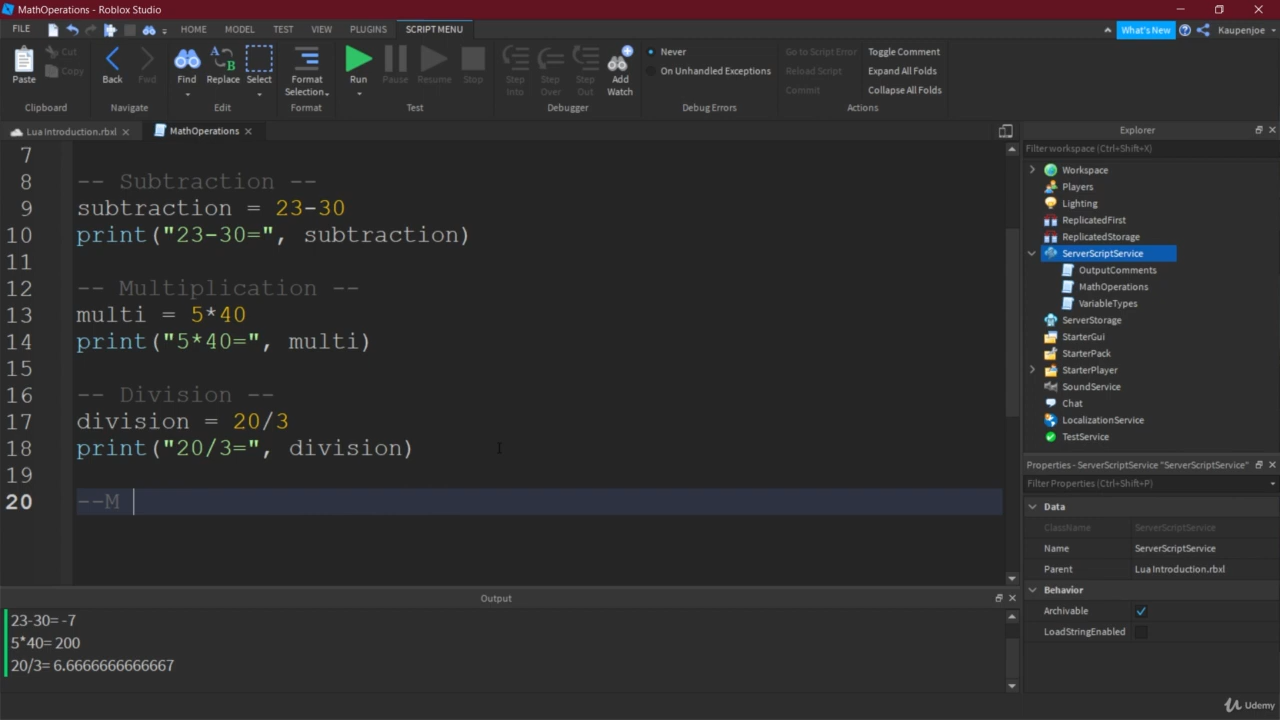 MathOperations - Roblox Studio
FILE HOME MODEL TEST VIEW PLUGINS SCRIPT MENU What's New Kaupenjoe
Paste Cut Copy Back Fwd Find Replace Select Format Selection Run Pause Resume Stop Step Into Step Over Step Out Add Watch
Never
On Unhandled Exceptions
Go to Script Error Toggle Comment
Reload Script Expand All Folds
Commit Collapse All Folds
Clipboard Navigate Edit Format Test Debugger Debug Errors Actions
Lua Introduction.rbxl MathOperations
7
8 -- Subtraction --
9 subtraction = 23-30
10 print("23-30=", subtraction)
11
12 -- Multiplication --
13 multi = 5*40
14 print("5*40=", multi)
15
16 -- Division --
17 division = 20/3
18 print("20/3=", division)
19
20 --M
Output
23-30= -7
5*40= 200
20/3= 6.6666666666667
Explorer
Filter workspace (Ctrl+Shift+X)
Workspace
Players
Lighting
ReplicatedFirst
ReplicatedStorage
ServerScriptService
OutputComments
MathOperations
VariableTypes
ServerStorage
StarterGui
StarterPack
StarterPlayer
SoundService
Chat
LocalizationService
TestService
Properties - ServerScriptService "ServerScriptService"
Filter Properties (Ctrl+Shift+P)
Data
ClassName ServerScriptService
Name ServerScriptService
Parent Lua Introduction.rbxl
Behavior
Archivable
LoadStringEnabled
Udemy